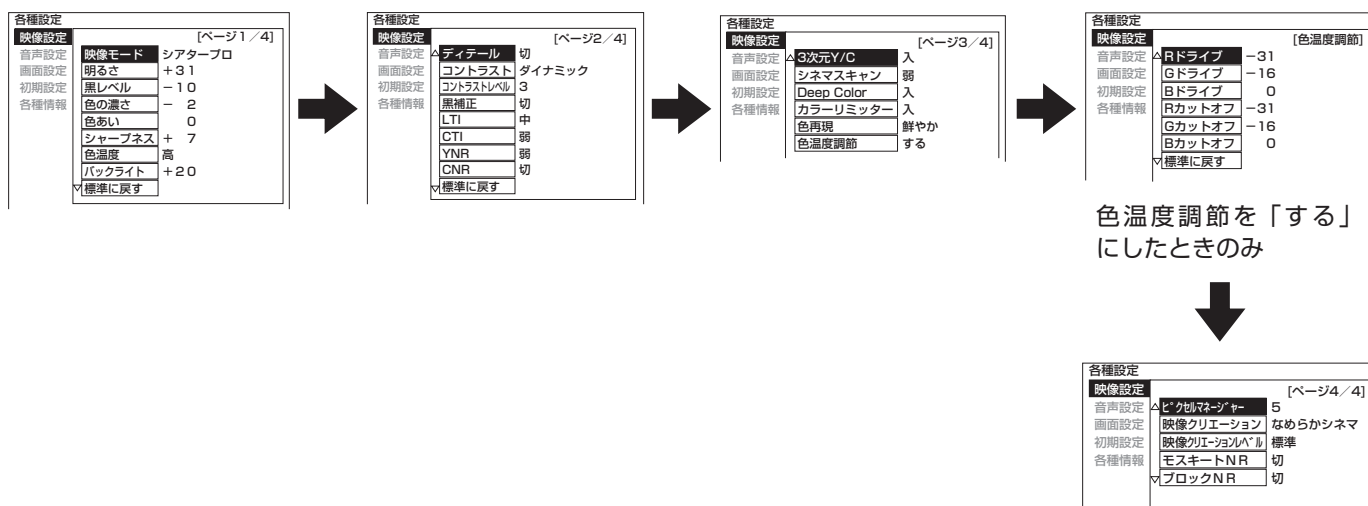 各種設定
映像設定 [ページ1／4]
音声設定 映像モード シアタープロ
画面設定 明るさ +31
初期設定 黒レベル −10
各種情報 色の濃さ − 2
色あい 0
シャープネス + 7
色温度 高
バックライト +20
▽標準に戻す
各種設定
映像設定 [ページ2／4]
音声設定 △ディテール 切
画面設定 コントラスト ダイナミック
初期設定 コントラストレベル 3
各種情報 黒補正 切
LTI 中
CTI 弱
YNR 弱
CNR 切
▽標準に戻す
各種設定
映像設定 [ページ3／4]
音声設定 △3次元Y/C 入
画面設定 シネマスキャン 弱
初期設定 Deep Color 入
各種情報 カラーリミッター 入
色再現 鮮やか
色温度調節 する
各種設定
映像設定 [色温度調節]
音声設定 △Rドライブ −31
画面設定 Gドライブ −16
初期設定 Bドライブ 0
各種情報 Rカットオフ −31
Gカットオフ −16
Bカットオフ 0
▽標準に戻す
色温度調節を「する」
にしたときのみ
各種設定
映像設定 [ページ4／4]
音声設定 △ピクセルマネージャー 5
画面設定 映像クリエーション なめらかシネマ
初期設定 映像クリエーションレベル 標準
各種情報 モスキートNR 切
▽ブロックNR 切